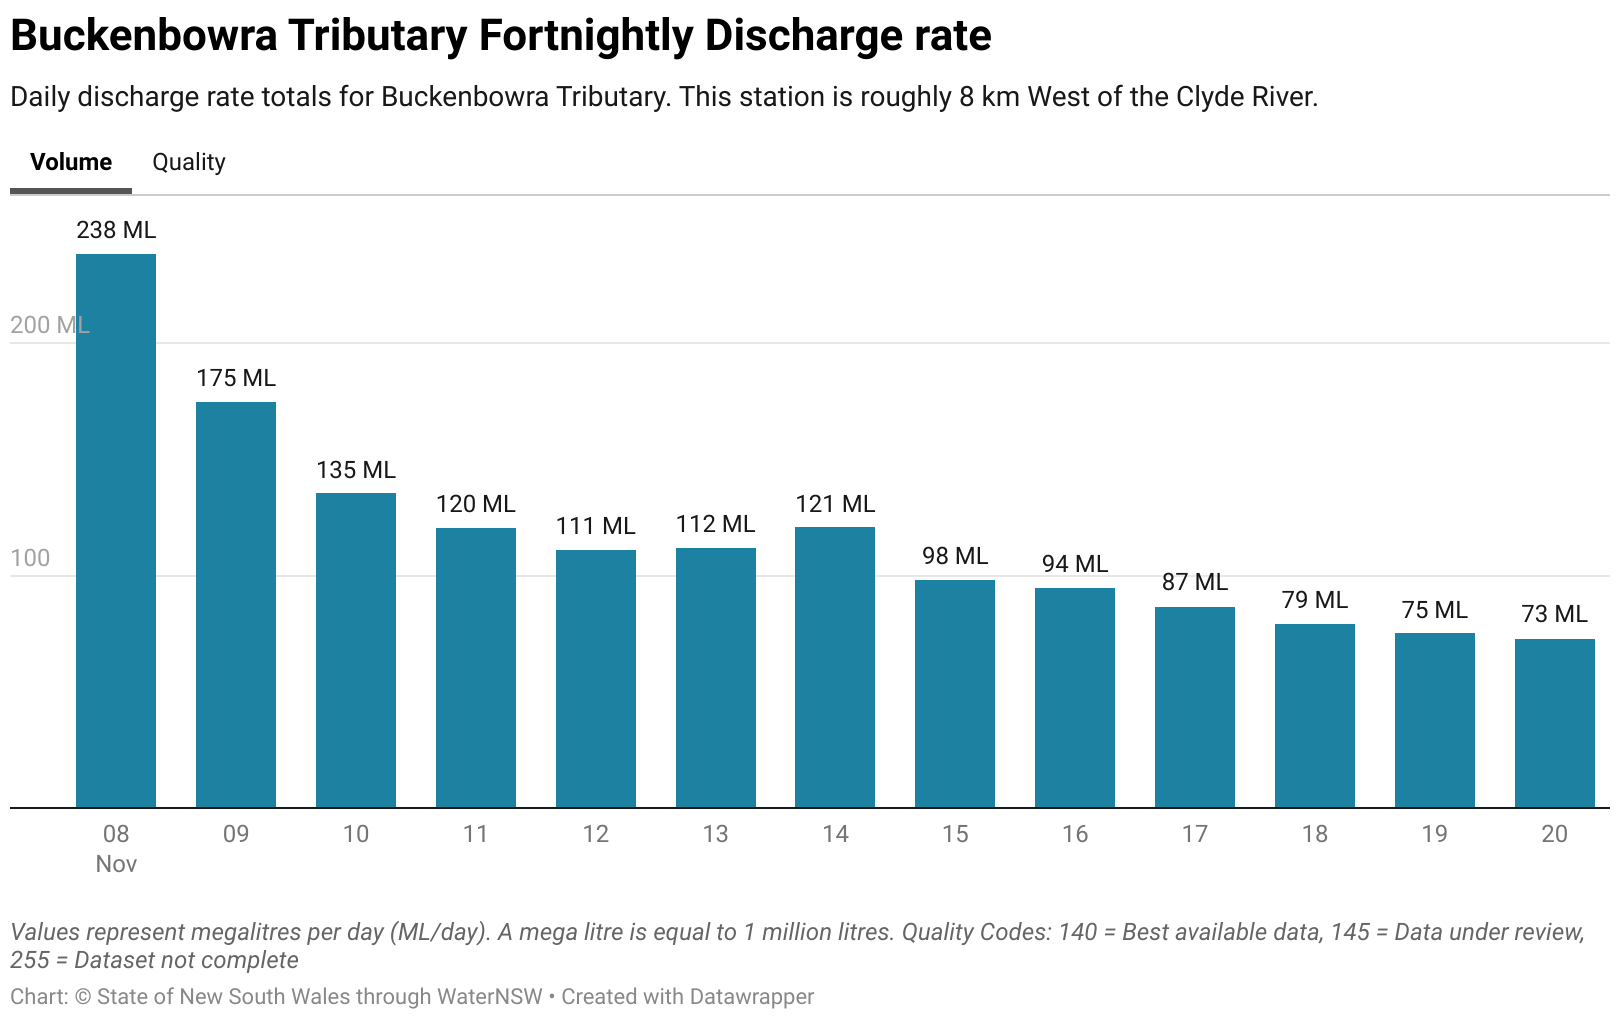 Buckenbowra Tributary Fortnightly Discharge rate
Daily discharge rate totals for Buckenbowra Tributary. This station is roughly 8 km West of the Clyde River.
Volume Quality
238 ML
200 ML
175 ML
135 ML
120 ML
111 ML
112 ML
121 ML
98 ML
94 ML
87 ML
79 ML
75 ML
73 ML
100
08 09 10 11 12 13 14 15 16 17 18 19 20
Nov
Values represent megalitres per day (ML/day). A mega litre is equal to 1 million litres. Quality Codes: 140 = Best available data, 145 = Data under review,
255 = Dataset not complete
Chart: © State of New South Wales through WaterNSW • Created with Datawrapper